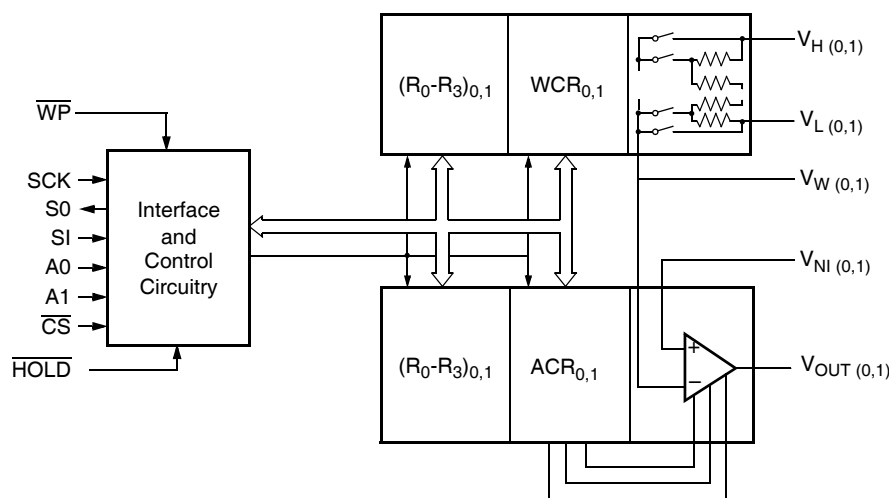 WP
SCK
S0
SI
A0
A1
CS
HOLD
Interface
and
Control
Circuitry
(R0-R3)0,1
WCR0,1
VH (0,1)
VL (0,1)
VW (0,1)
VNI (0,1)
(R0-R3)0,1
ACR0,1
+
−
VOUT (0,1)